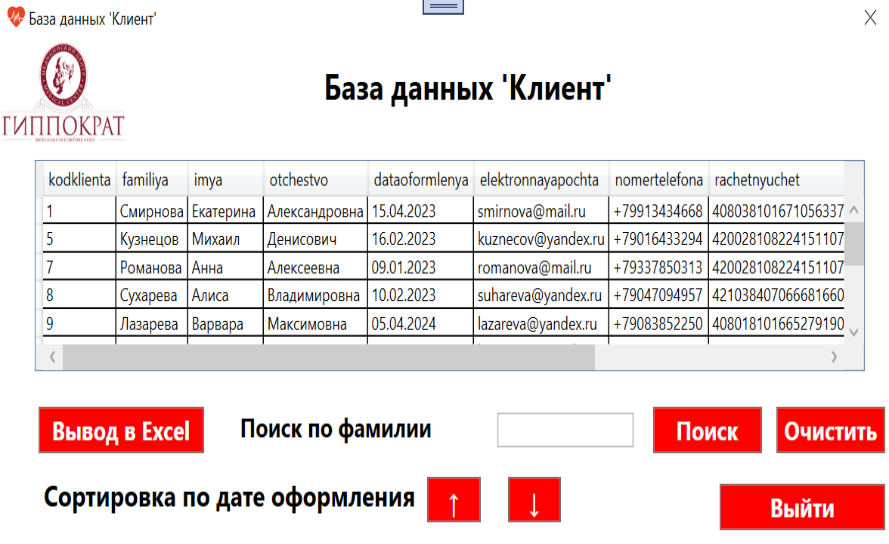 База данных 'Клиент'
База данных 'Клиент'
ГИППОКРАТ
kodklienta familiya imya otchestvo dataoformlenya elektronnayapochta nomertelefona rachetnyuchet
1 Смирнова Екатерина Александровна 15.04.2023 smirnova@mail.ru +79913434668 408038101671056337
5 Кузнецов Михаил Денисович 16.02.2023 kuznecov@yandex.ru +79016433294 420028108224151107
7 Романова Анна Алексеевна 09.01.2023 romanova@mail.ru +79337850313 420028108224151107
8 Сухарева Алиса Владимировна 10.02.2023 suhareva@yandex.ru +79047094957 421038407066681660
9 Лазарева Варвара Максимовна 05.04.2024 lazareva@yandex.ru +79083852250 408018101665279190
Вывод в Excel Поиск по фамилии Поиск Очистить
Сортировка по дате оформления ↑ ↓ Выйти